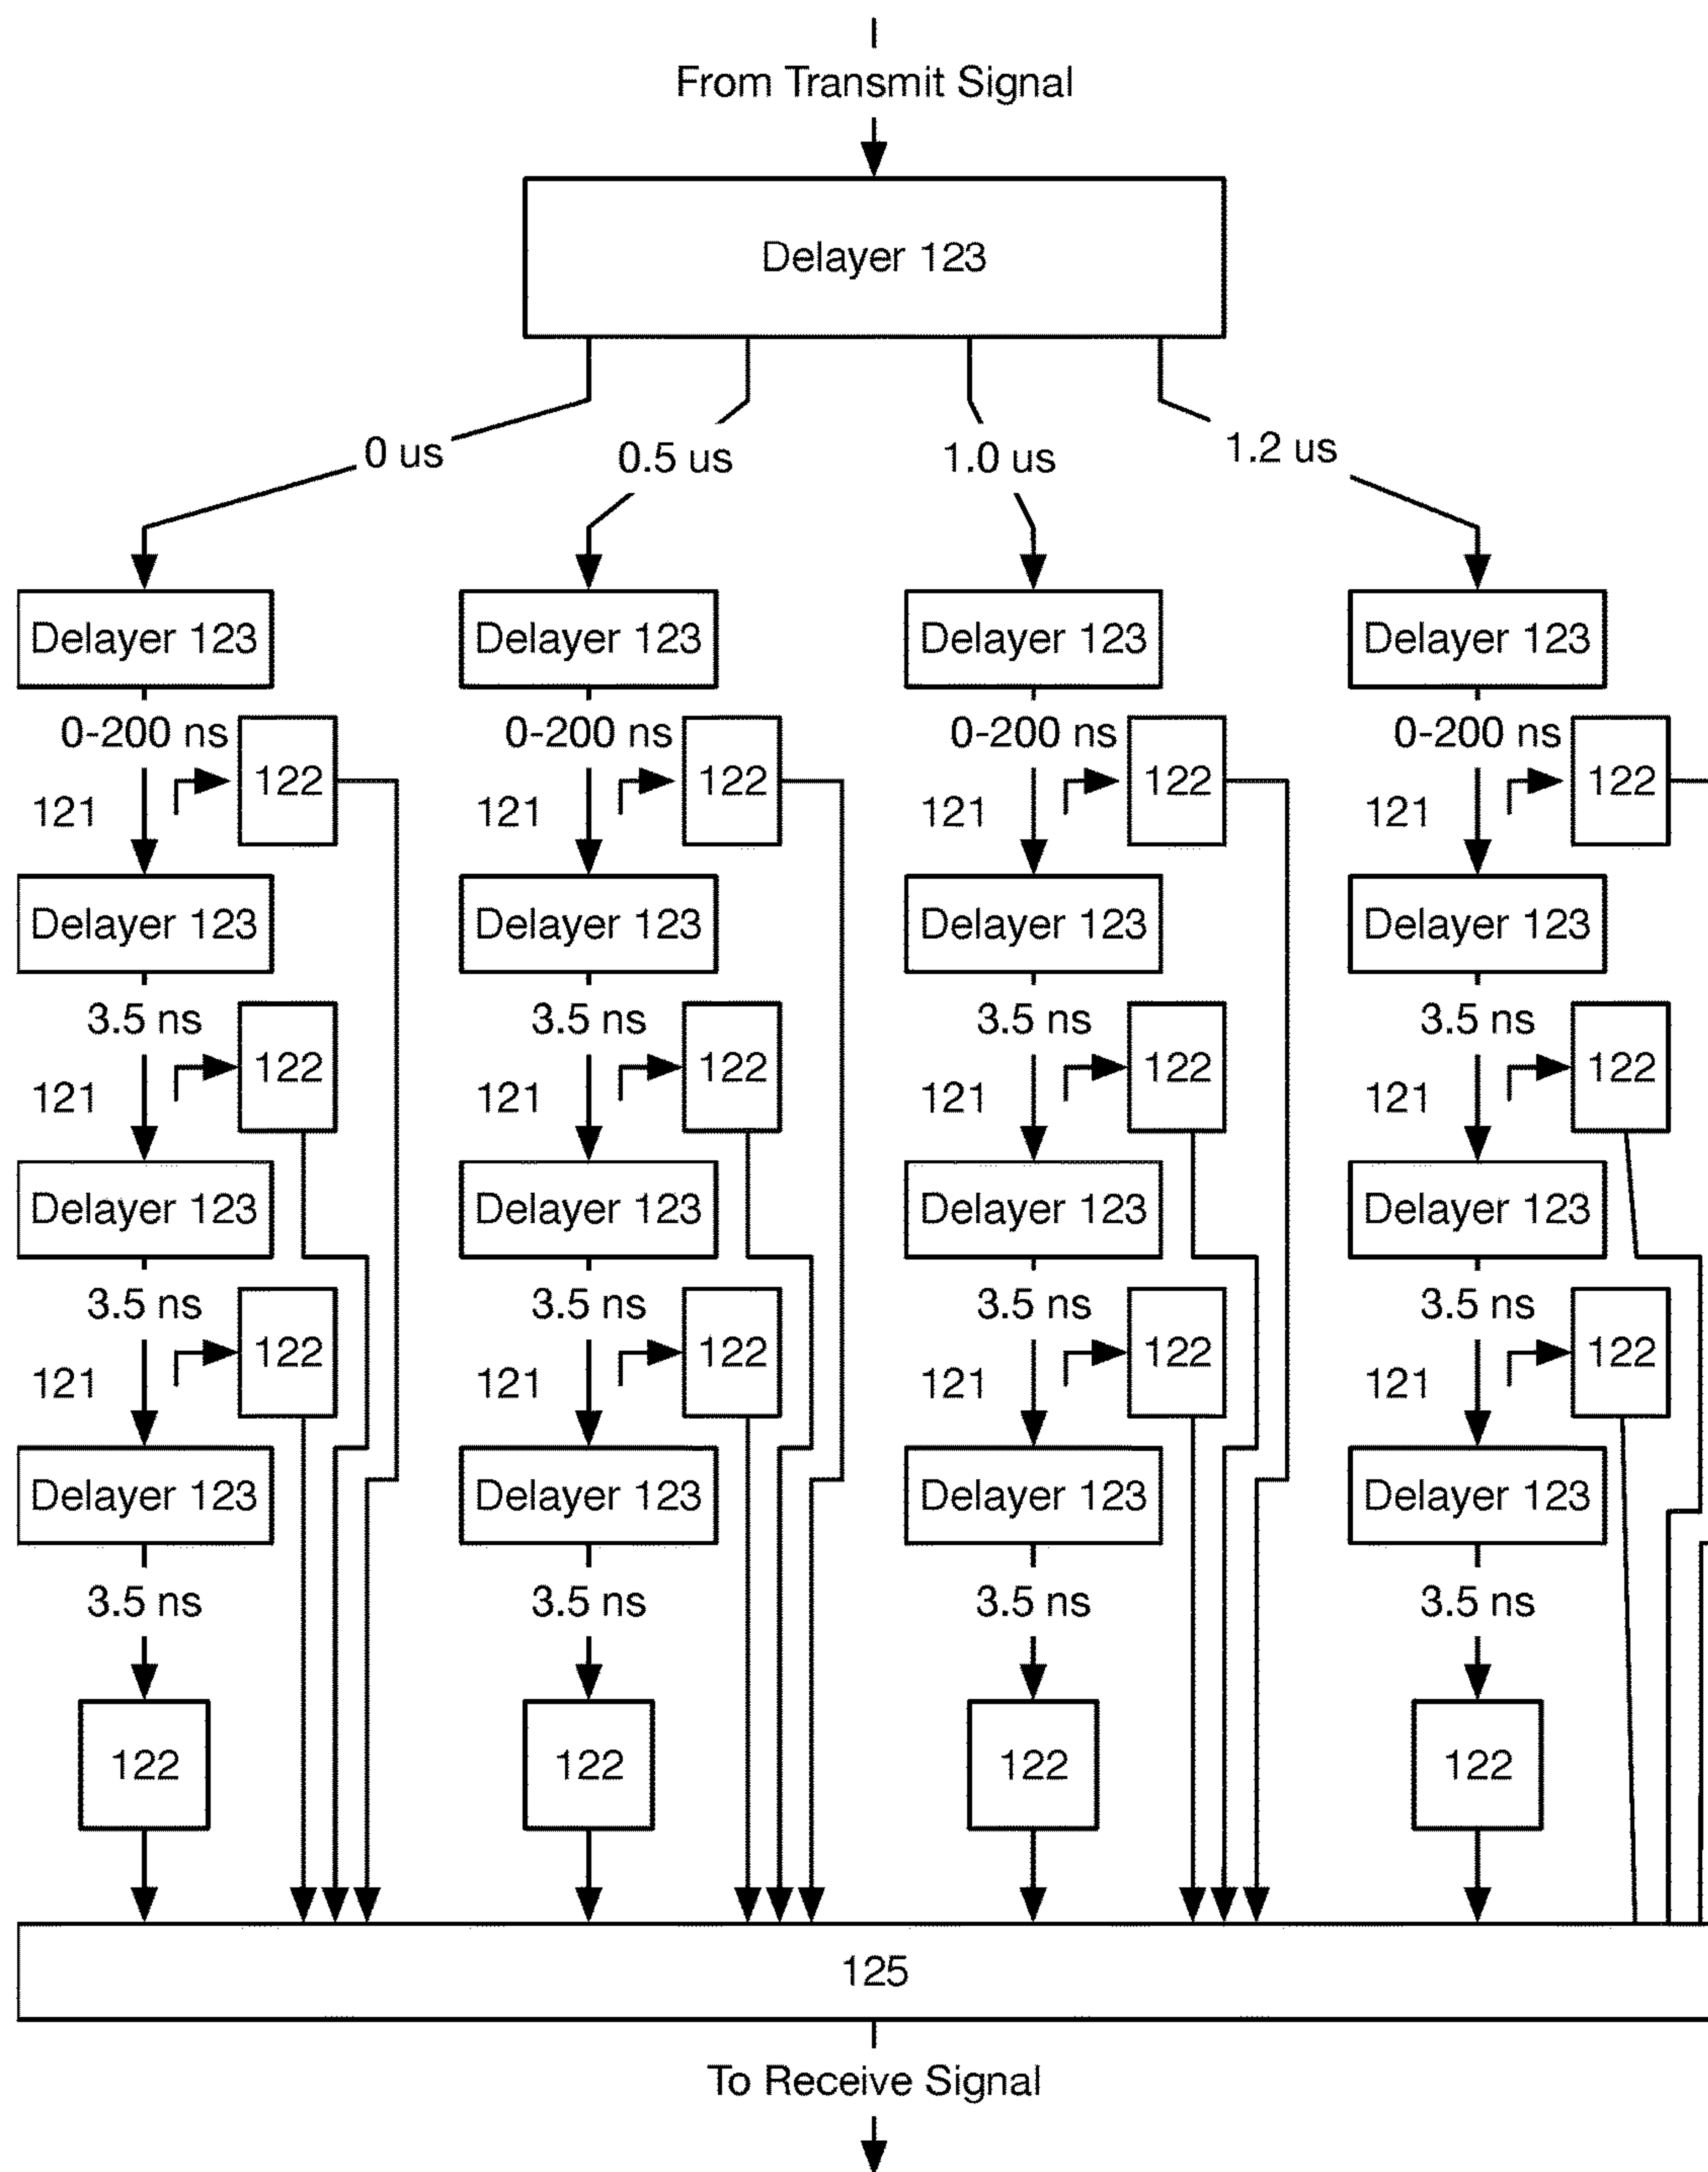 From Transmit Signal
Delayer 123
0 us 0.5 us 1.0 us 1.2 us
Delayer 123 Delayer 123 Delayer 123 Delayer 123
0-200 ns 0-200 ns 0-200 ns 0-200 ns
122 122 122 122
121 121 121 121
Delayer 123 Delayer 123 Delayer 123 Delayer 123
3.5 ns 3.5 ns 3.5 ns 3.5 ns
122 122 122 122
121 121 121 121
Delayer 123 Delayer 123 Delayer 123 Delayer 123
3.5 ns 3.5 ns 3.5 ns 3.5 ns
122 122 122 122
121 121 121 121
Delayer 123 Delayer 123 Delayer 123 Delayer 123
3.5 ns 3.5 ns 3.5 ns 3.5 ns
122 122 122 122
125
To Receive Signal